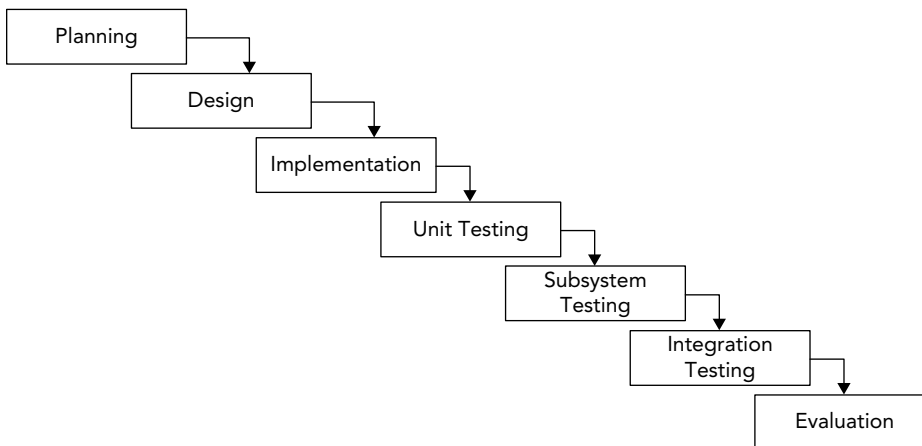 Planning
Design
Implementation
Unit Testing
Subsystem
Testing
Integration
Testing
Evaluation